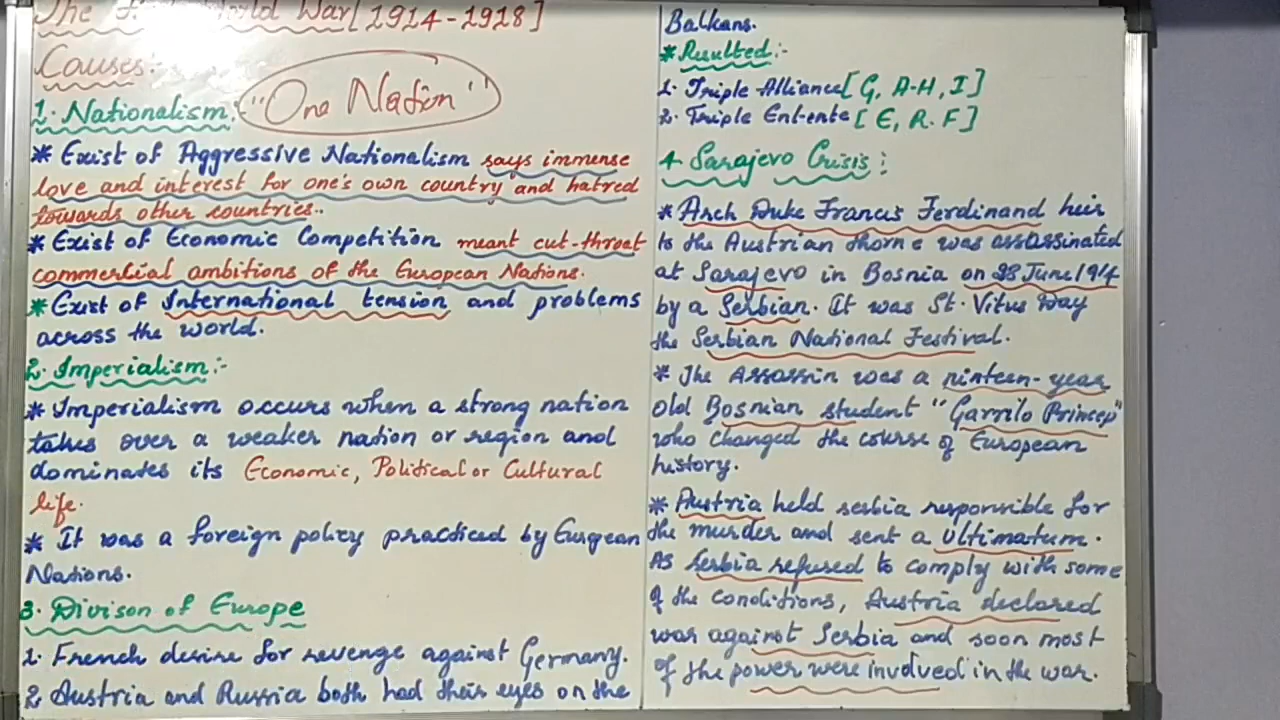 The First World War [1914-1918]
Causes:-
1. Nationalism:- "One Nation"
* Exist of Aggressive Nationalism says immense
love and interest for one's own country and hatred
towards other countries..
* Exist of Economic Competition meant cut-throat
commercial ambitions of the European Nations.
* Exist of International tension and problems
across the world.
2. Imperialism:-
* Imperialism occurs when a strong nation
takes over a weaker nation or region and
dominates its Economic, Political or Cultural
life.
* It was a foreign policy practiced by European
Nations.
3. Divison of Europe
1. French desire for revenge against Germany.
2. Austria and Russia both had their eyes on the
Balkans.
* Resulted:-
1. Triple Alliance [G, A-H, I]
2. Triple Entente [E, R. F]
4. Sarajevo Crisis:
* Arch Duke Francis Ferdinand heir
to the Austrian thorne was assassinated
at Sarajevo in Bosnia on 28 June 1914
by a Serbian. It was St. Vitus Day
the Serbian National Festival.
* The Assassin was a ninteen-year
old Bosnian student "Garrilo Princep"
who changed the course of European
history.
* Austria held serbia responsible for
the murder and sent a Ultimatum.
As Serbia refused to comply with some
of the conditions, Austria declared
war against Serbia and soon most
of the power were involved in the war.